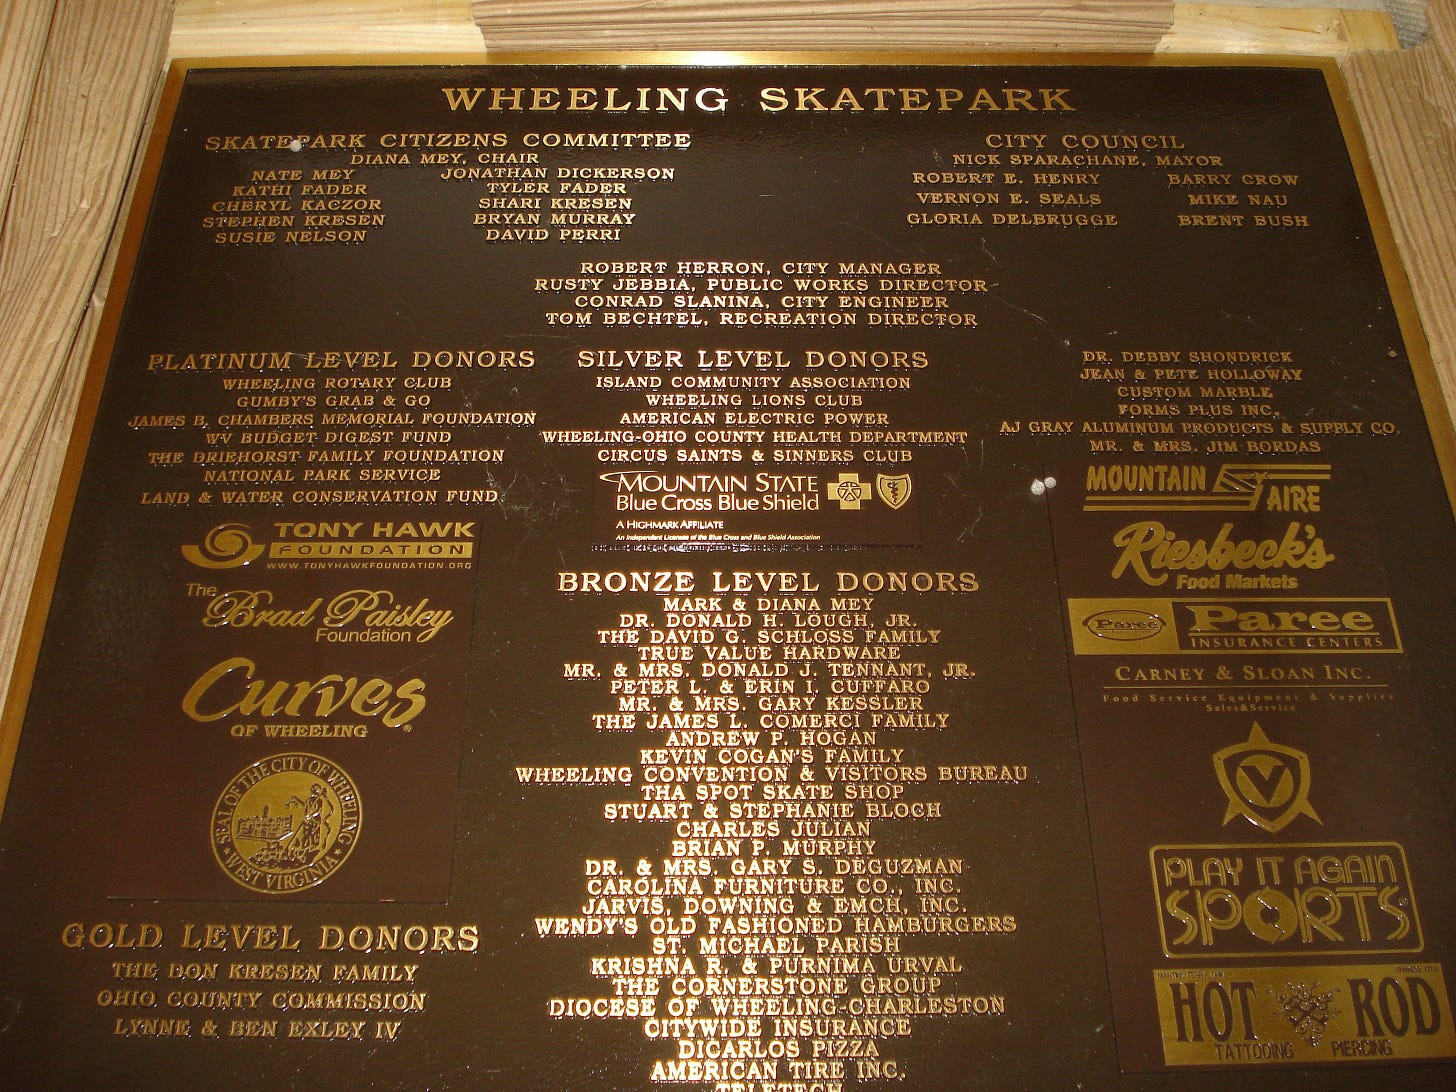 WHEELING SKATEPARK
SKATEPARK CITIZENS COMMITTEE
DIANA MEY, CHAIR
NATE MEY
KATHI FADER
CHERYL KACZOR
STEPHEN KRESEN
SUSIE NELSON
JONATHAN DICKERSON
TYLER FADER
SHARI KRESEN
BRYAN MURRAY
DAVID PERRI
CITY COUNCIL
NICK SPARACHANE, MAYOR
ROBERT E. HENRY
VERNON E. SEALS
GLORIA DELBRUGGE
BARRY CROW
MIKE NAU
BRENT BUSH
ROBERT HERRON, CITY MANAGER
RUSTY JEBBIA, PUBLIC WORKS DIRECTOR
CONRAD SLANINA, CITY ENGINEER
TOM BECHTEL, RECREATION DIRECTOR
PLATINUM LEVEL DONORS
WHEELING ROTARY CLUB
GUMBY'S GRAB & GO
JAMES B. CHAMBERS MEMORIAL FOUNDATION
WV BUDGET DIGEST FUND
THE DRIEHORST FAMILY FOUNDATION
NATIONAL PARK SERVICE
LAND & WATER CONSERVATION FUND
TONY HAWK
FOUNDATION
WWW.TONYHAWKFOUNDATION.ORG
The
Brad Paisley
Foundation
Curves
OF WHEELING
SEAL OF THE CITY OF WHEELING
WEST VIRGINIA
GOLD LEVEL DONORS
THE DON KRESEN FAMILY
OHIO COUNTY COMMISSION
LYNNE & BEN EXLEY IV
SILVER LEVEL DONORS
ISLAND COMMUNITY ASSOCIATION
WHEELING LIONS CLUB
AMERICAN ELECTRIC POWER
WHEELING-OHIO COUNTY HEALTH DEPARTMENT
CIRCUS SAINTS & SINNERS CLUB
MOUNTAIN STATE
Blue Cross Blue Shield
A HIGHMARK AFFILIATE
An Independent Licensee of the Blue Cross and Blue Shield Association
BRONZE LEVEL DONORS
MARK & DIANA MEY
DR. DONALD H. LOUGH, JR.
THE DAVID G. SCHLOSS FAMILY
TRUE VALUE HARDWARE
MR. & MRS. DONALD J. TENNANT, JR.
PETER L. & ERIN I. CUFFARO
MR. & MRS. GARY KESSLER
THE JAMES L. COMERCI FAMILY
ANDREW P. HOGAN
KEVIN COGAN'S FAMILY
WHEELING CONVENTION & VISITORS BUREAU
THA SPOT SKATE SHOP
STUART & STEPHANIE BLOCH
CHARLES JULIAN
BRIAN P. MURPHY
DR. & MRS. GARY S. DEGUZMAN
CAROLINA FURNITURE CO., INC.
JARVIS, DOWNING & EMCH, INC.
WENDY'S OLD FASHIONED HAMBURGERS
ST. MICHAEL PARISH
KRISHNA R. & PURNIMA URVAL
THE CORNERSTONE GROUP
DIOCESE OF WHEELING-CHARLESTON
CITYWIDE INSURANCE
DICARLOS PIZZA
AMERICAN TIRE INC.
TELETECH
DR. DEBBY SHONDRICK
JEAN & PETE HOLLOWAY
CUSTOM MARBLE
FORMS PLUS INC.
AJ GRAY ALUMINUM PRODUCTS & SUPPLY CO.
MR. & MRS. JIM BORDAS
MOUNTAIN
AIRE
Riesbeck's
Food Markets
Paree
Paree
INSURANCE CENTERS
CARNEY & SLOAN INC.
Food Service Equipment & Supplies
Sales&Service
V
PLAY IT AGAIN
SPORTS
HOT ROD
TATTOOING PIERCING